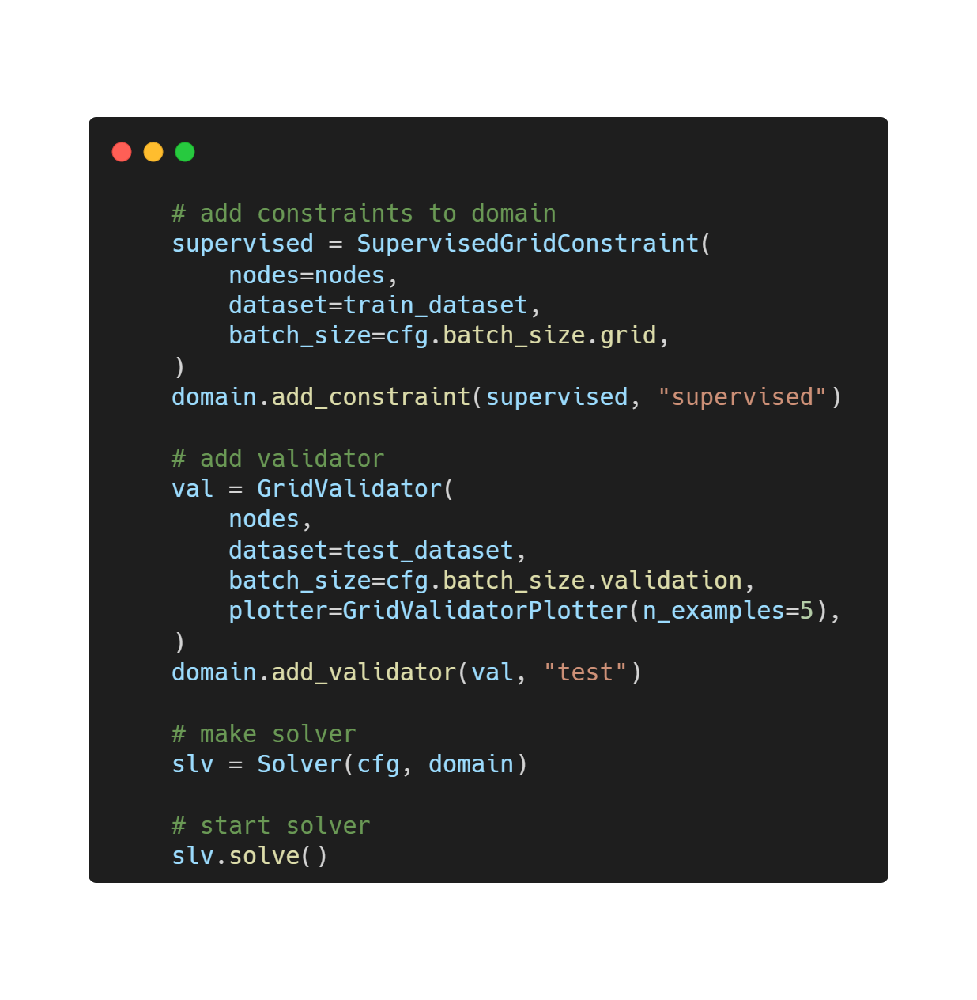 # add constraints to domain
supervised = SupervisedGridConstraint(
    nodes=nodes,
    dataset=train_dataset,
    batch_size=cfg.batch_size.grid,
)
domain.add_constraint(supervised, "supervised")

# add validator
val = GridValidator(
    nodes,
    dataset=test_dataset,
    batch_size=cfg.batch_size.validation,
    plotter=GridValidatorPlotter(n_examples=5),
)
domain.add_validator(val, "test")

# make solver
slv = Solver(cfg, domain)

# start solver
slv.solve()